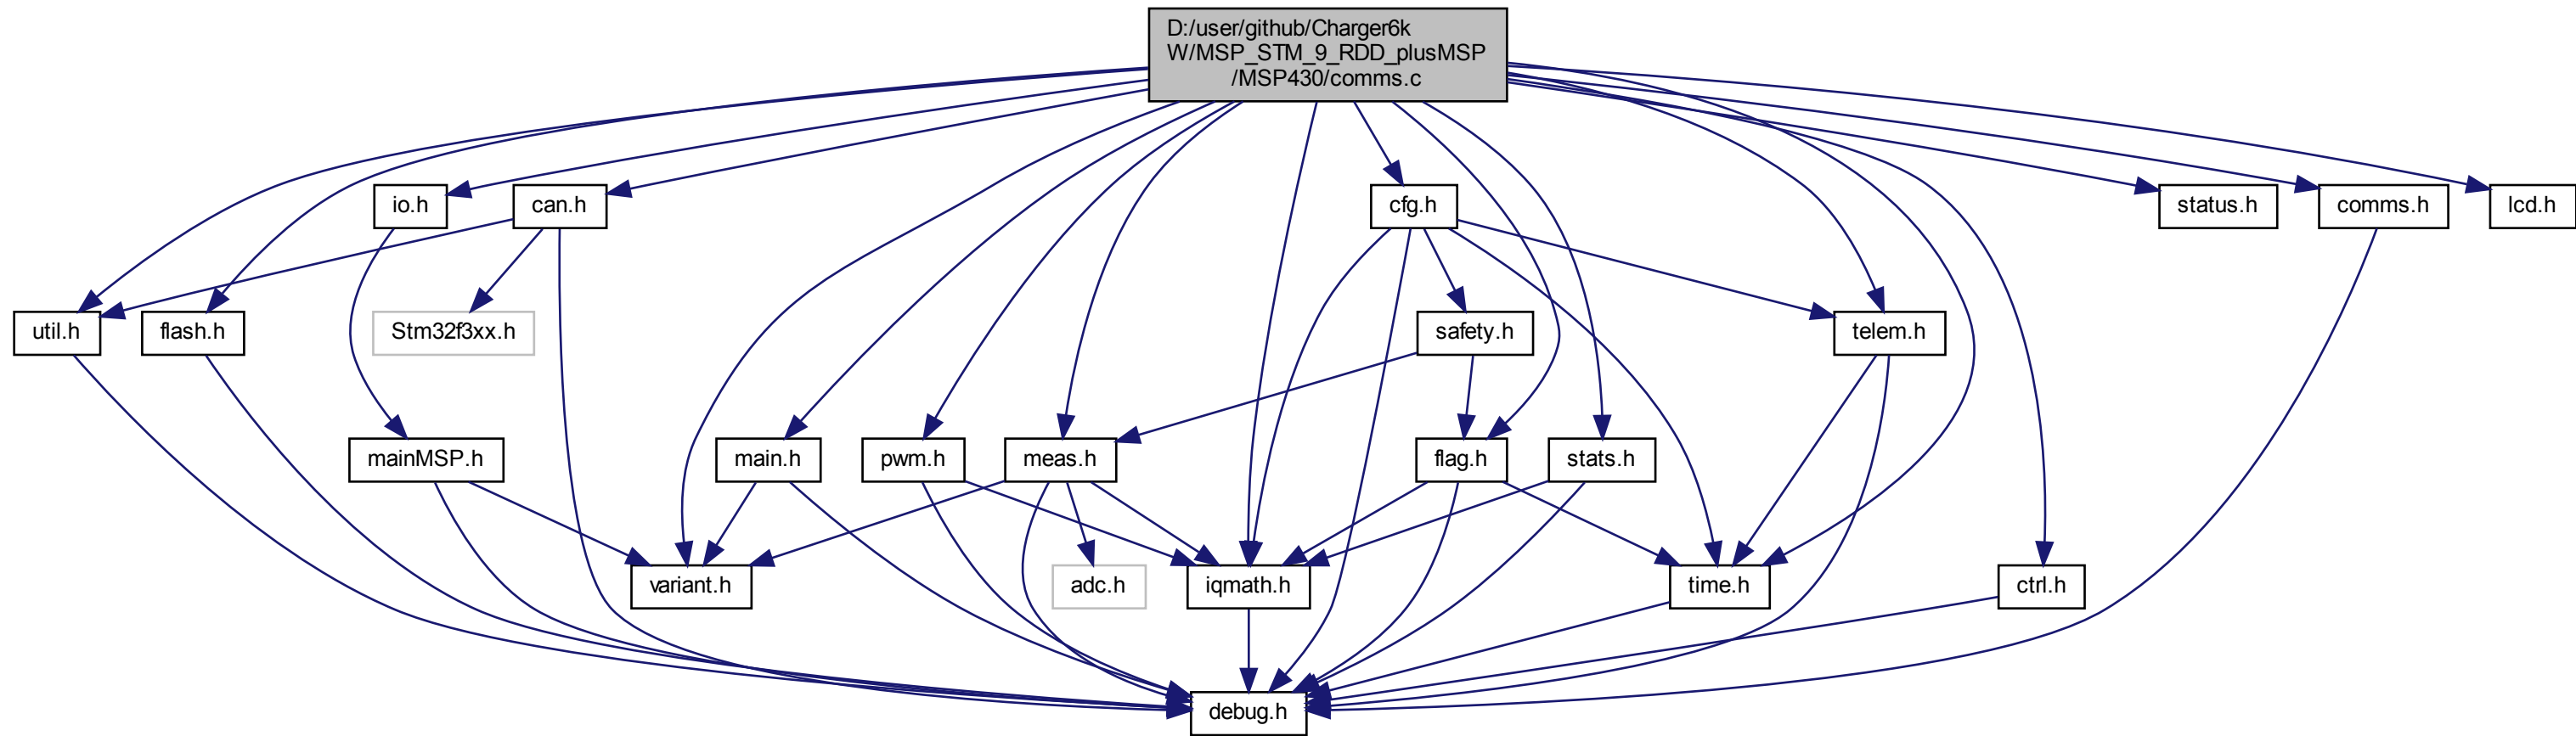 D:/user/github/Charger6k
W/MSP_STM_9_RDD_plusMSP
/MSP430/comms.c
io.h
can.h
cfg.h
status.h
comms.h
lcd.h
util.h
flash.h
Stm32f3xx.h
safety.h
telem.h
mainMSP.h
main.h
pwm.h
meas.h
flag.h
stats.h
variant.h
adc.h
iqmath.h
time.h
ctrl.h
debug.h